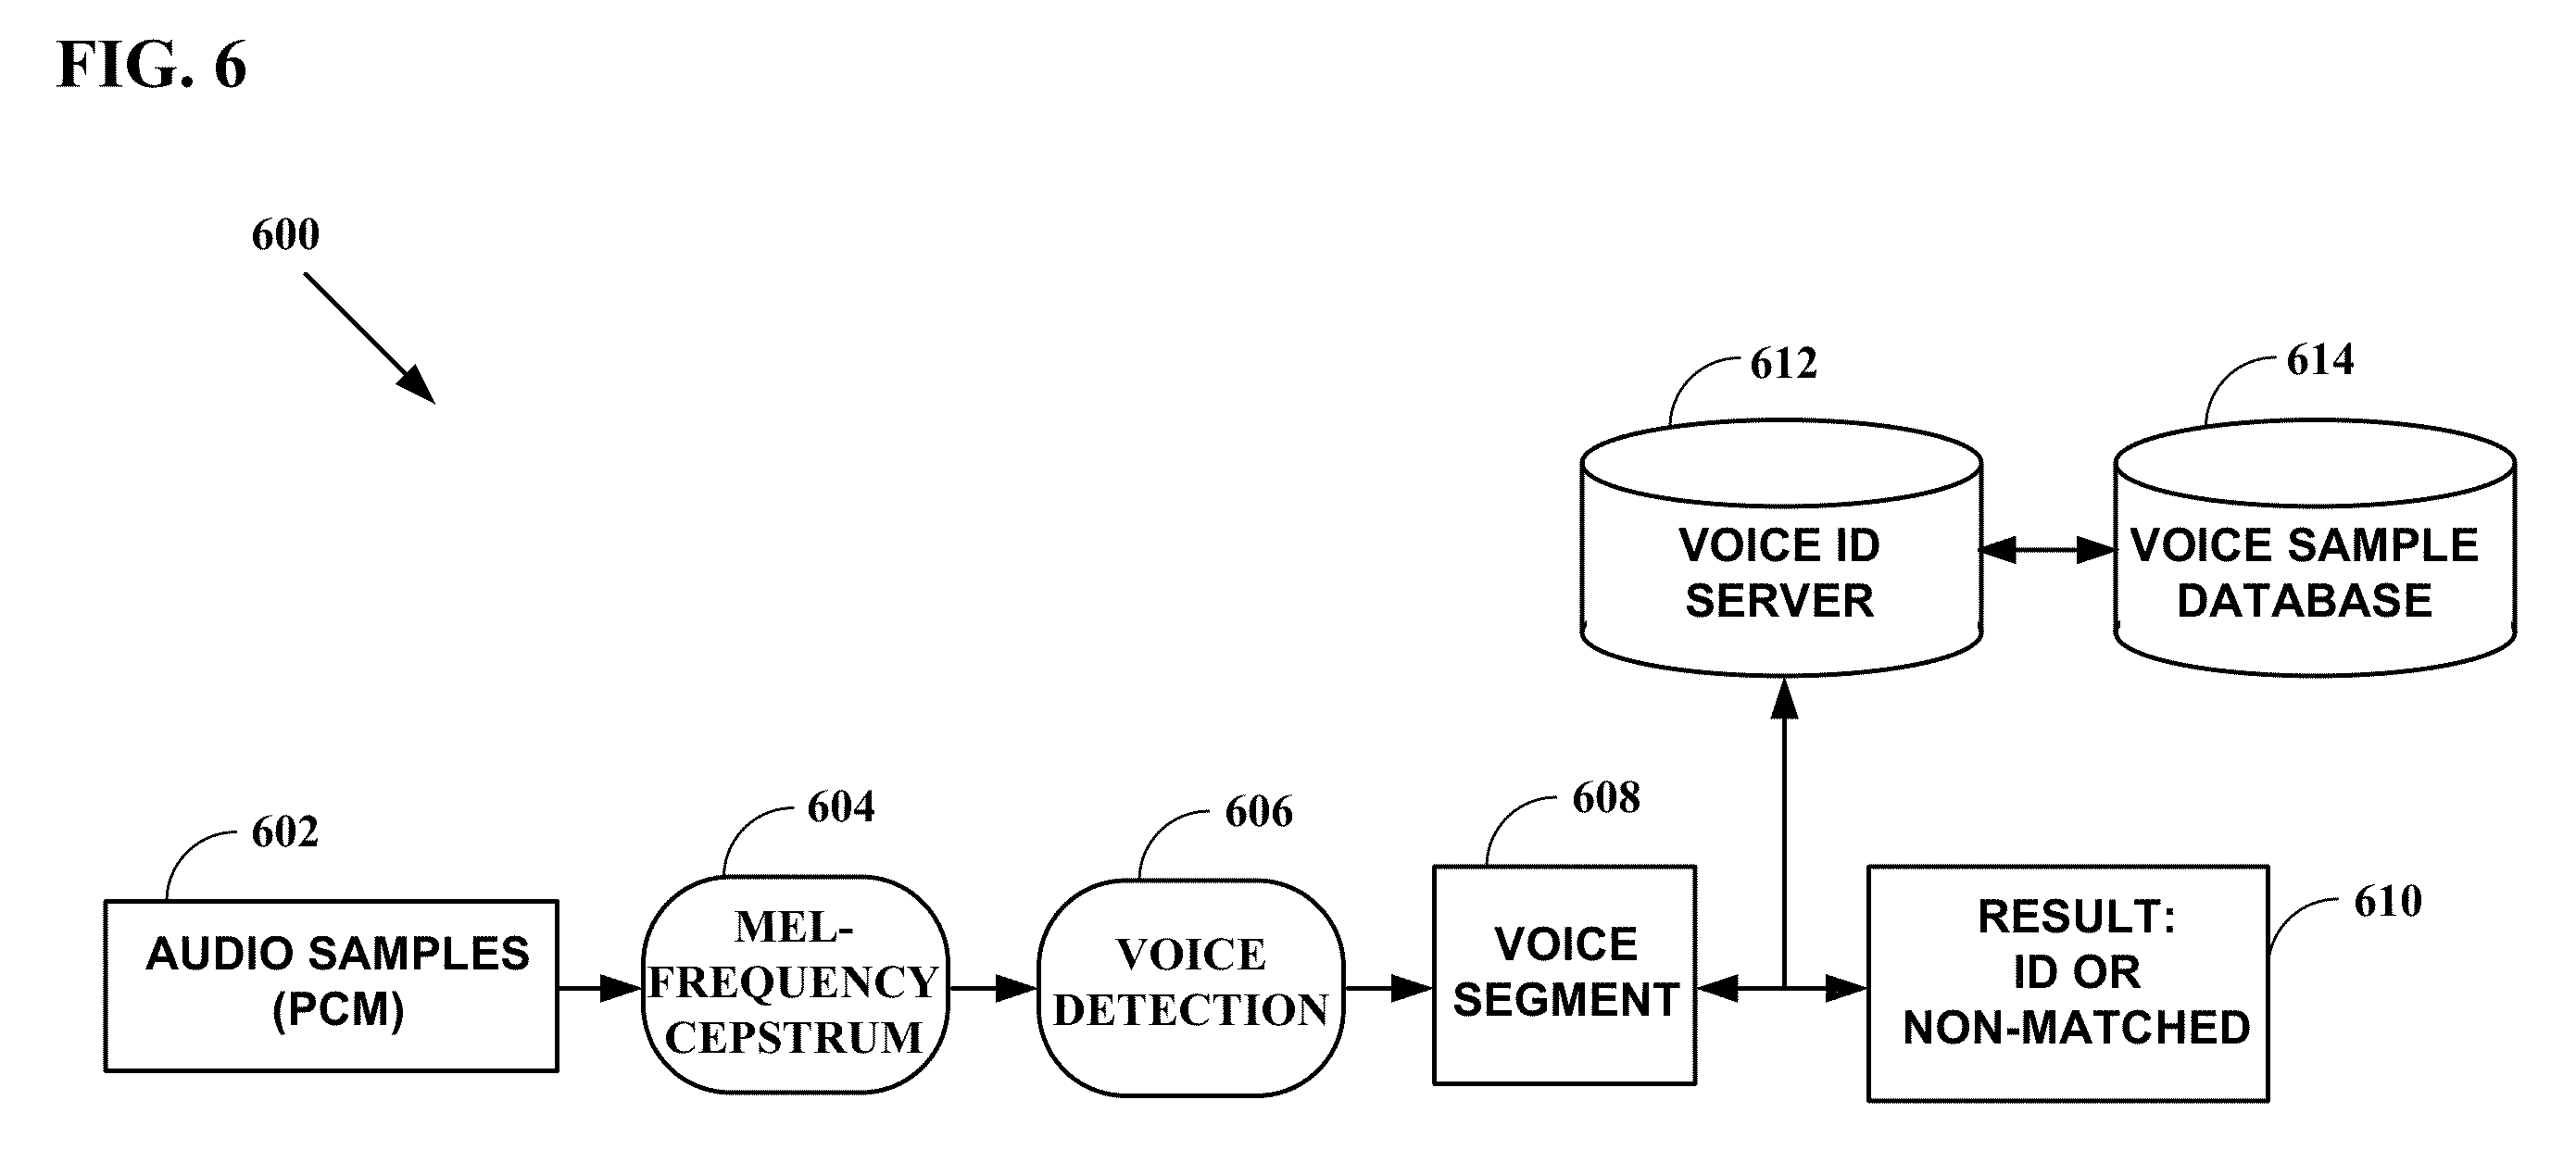 FIG. 6
600
612
614
VOICE ID
SERVER
VOICE SAMPLE
DATABASE
602
604
606
608
610
AUDIO SAMPLES
(PCM)
MEL-
FREQUENCY
CEPSTRUM
VOICE
DETECTION
VOICE
SEGMENT
RESULT:
ID OR
NON-MATCHED